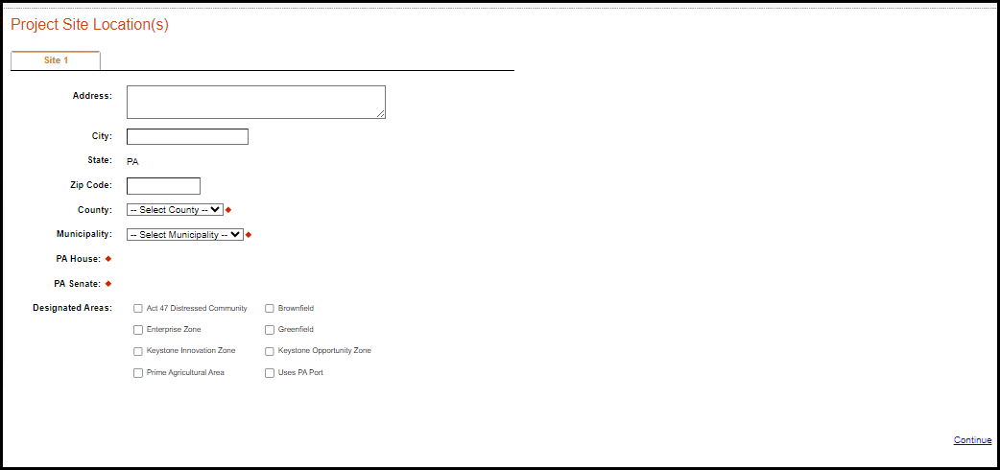 Project Site Location(s)
Site 1
Address:
City:
State: PA
Zip Code:
County: -- Select County --
Municipality: -- Select Municipality --
PA House:
PA Senate:
Designated Areas: Act 47 Distressed Community Brownfield
Enterprise Zone Greenfield
Keystone Innovation Zone Keystone Opportunity Zone
Prime Agricultural Area Uses PA Port
Continue